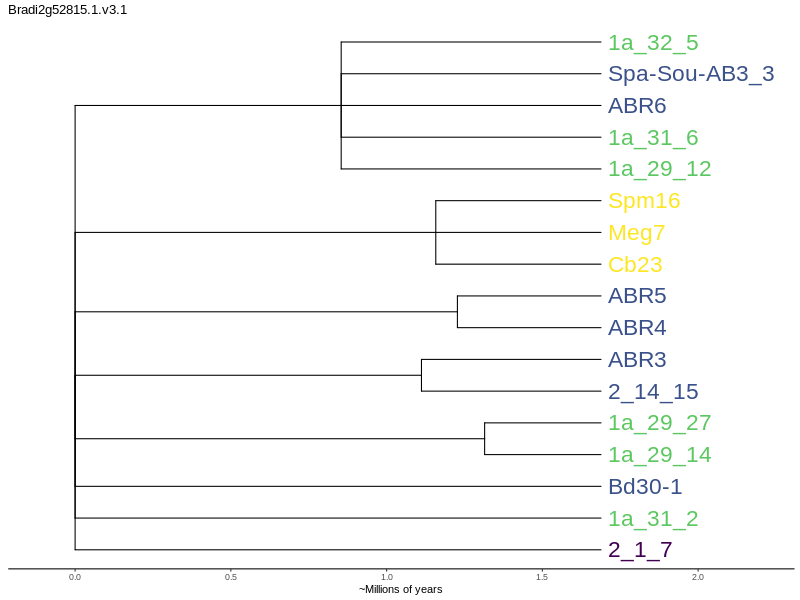 Bradi2g52815.1.v3.1
1a_32_5
Spa-Sou-AB3_3
ABR6
1a_31_6
1a_29_12
Spm16
Meg7
Cb23
ABR5
ABR4
ABR3
2_14_15
1a_29_27
1a_29_14
Bd30-1
1a_31_2
2_1_7
0.0 0.5 1.0 1.5 2.0
~Millions of years